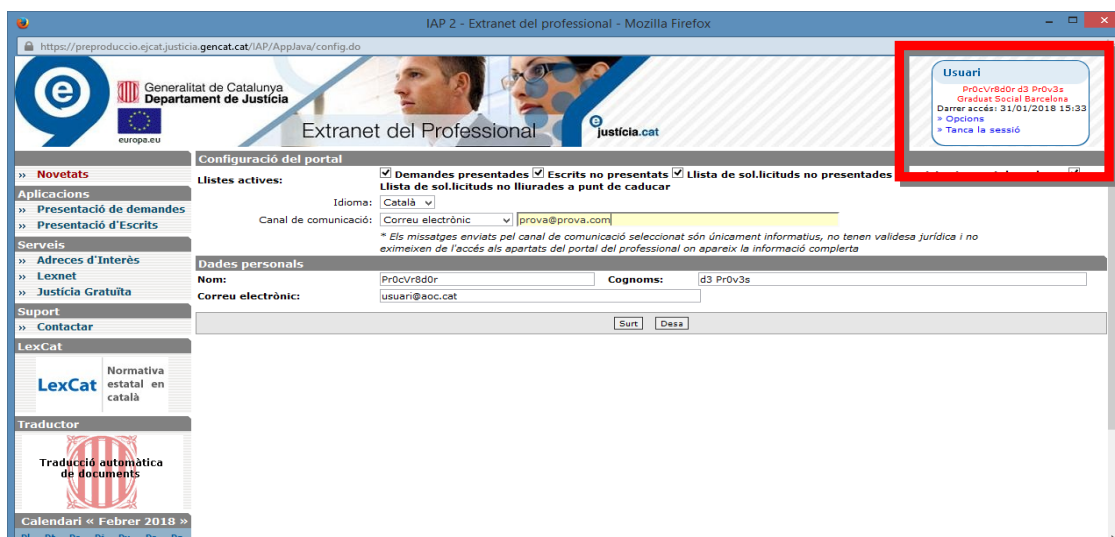 IAP 2 - Extranet del professional - Mozilla Firefox
https://preproduccio.ejcat.justicia.gencat.cat/IAP/AppJava/config.do
e
Generalitat de Catalunya
Departament de Justícia
europa.eu
Extranet del Professional
e justícia.cat
Usuari
Pr0cVr8d0r d3 Pr0v3s
Graduat Social Barcelona
Darrer accés: 31/01/2018 15:33
» Opcions
» Tanca la sessió
» Novetats
Aplicacions
» Presentació de demandes
» Presentació d'Escrits
Serveis
» Adreces d'Interès
» Lexnet
» Justícia Gratuïta
Suport
» Contactar
LexCat
LexCat
Normativa
estatal en
català
Traductor
Traducció automàtica
de documents
Calendari « Febrer 2018 »
Configuració del portal
Llistes actives:
Demandes presentades Escrits no presentats Llista de sol.licituds no presentades
Llista de sol.licituds no lliurades a punt de caducar
Idioma: Català
Canal de comunicació: Correu electrònic prova@prova.com
* Els missatges enviats pel canal de comunicació seleccionat són únicament informatius, no tenen validesa jurídica i no
eximeixen de l'accés als apartats del portal del professional on apareix la informació complerta
Dades personals
Nom: Pr0cVr8d0r Cognoms: d3 Pr0v3s
Correu electrònic: usuari@aoc.cat
Surt Desa